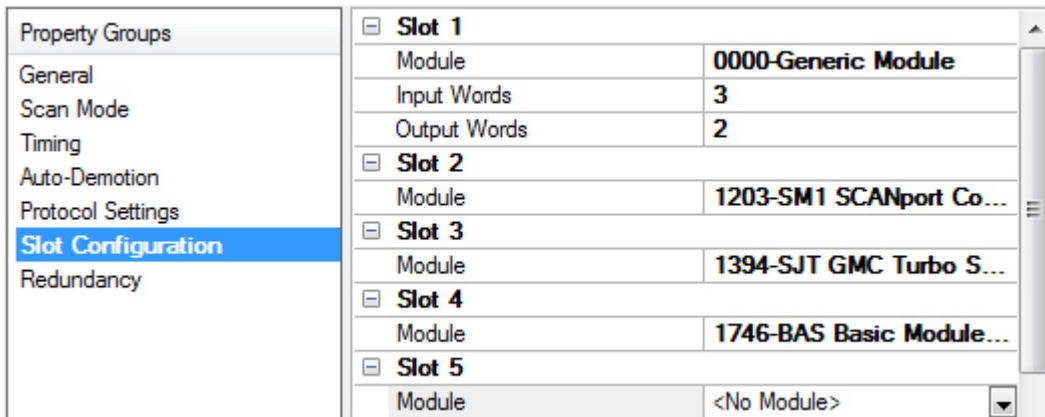 Property Groups
General
Scan Mode
Timing
Auto-Demotion
Protocol Settings
Slot Configuration
Redundancy
Slot 1
Module 0000-Generic Module
Input Words 3
Output Words 2
Slot 2
Module 1203-SM1 SCANport Co...
Slot 3
Module 1394-SJT GMC Turbo S...
Slot 4
Module 1746-BAS Basic Module...
Slot 5
Module <No Module>